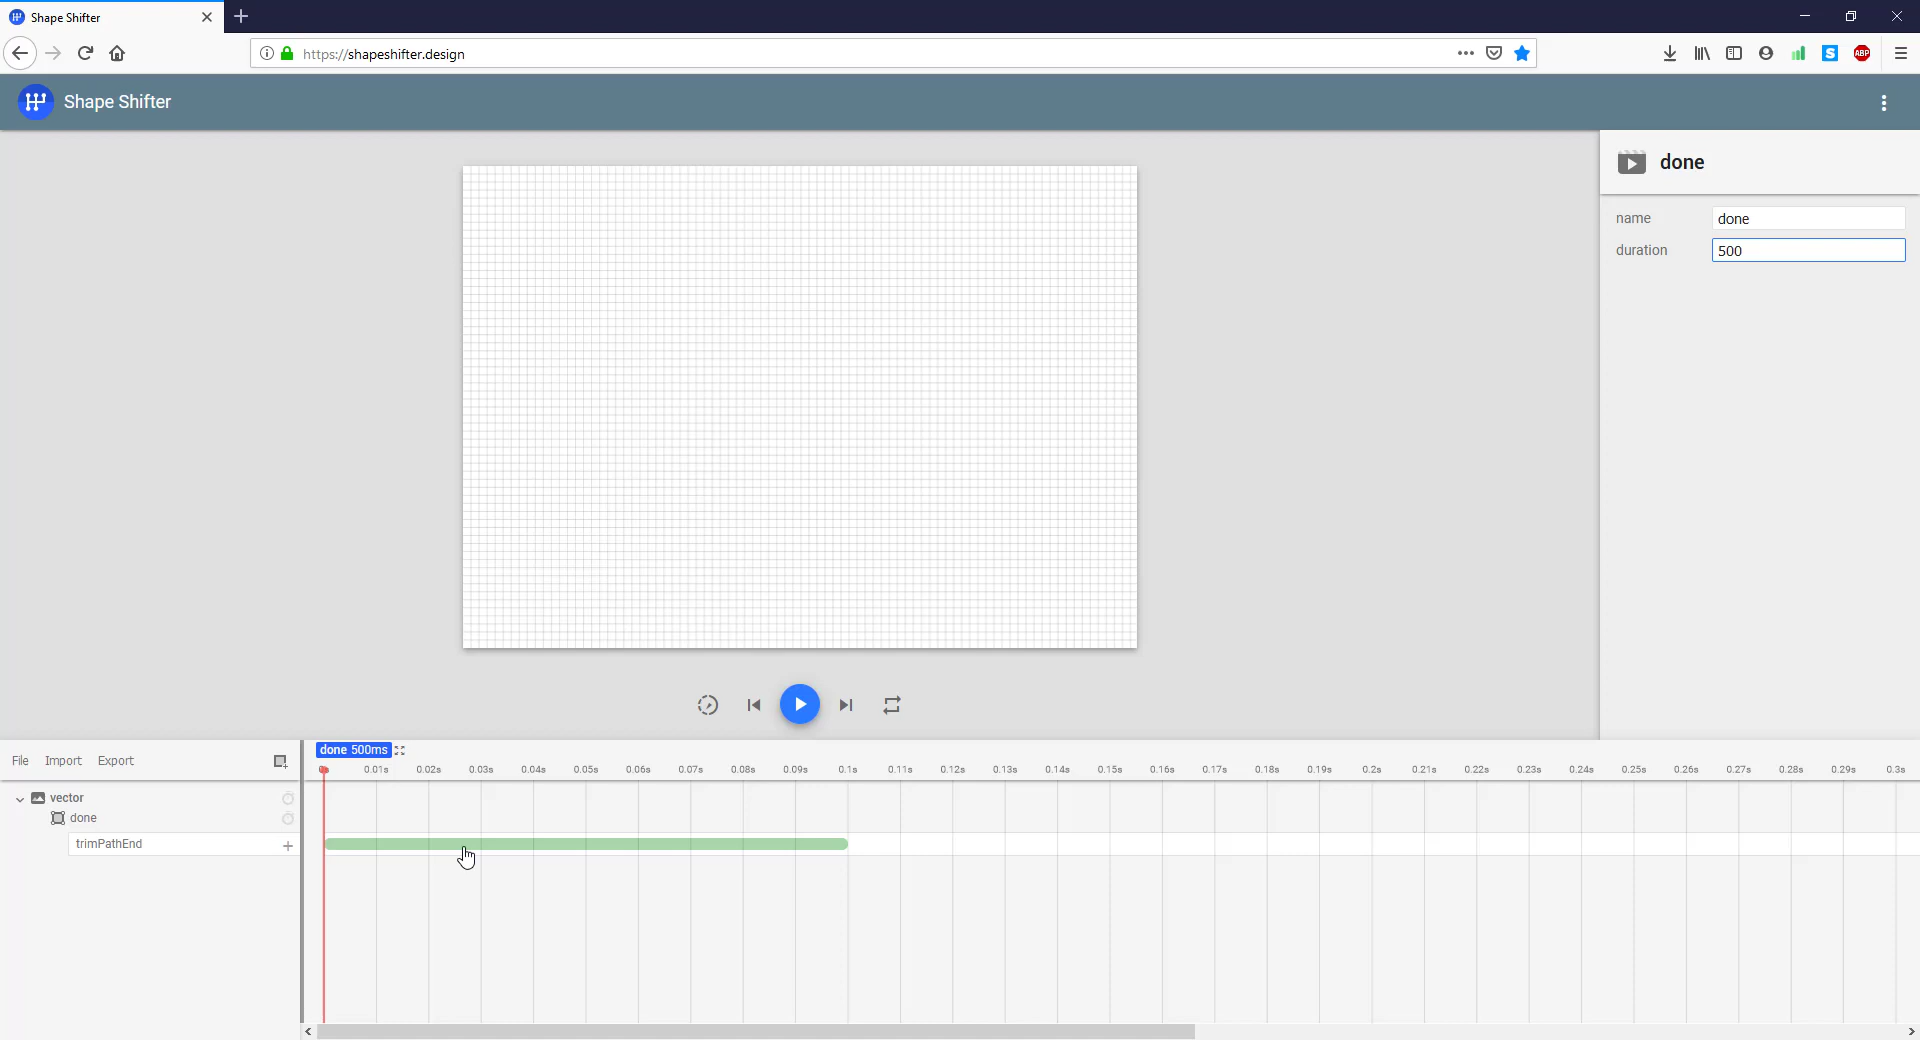 Shape Shifter
https://shapeshifter.design
ABP
Shape Shifter
done
name
done
duration
500
File
Import
Export
done 500ms
0s 0.01s 0.02s 0.03s 0.04s 0.05s 0.06s 0.07s 0.08s 0.09s 0.1s 0.11s 0.12s 0.13s 0.14s 0.15s 0.16s 0.17s 0.18s 0.19s 0.2s 0.21s 0.22s 0.23s 0.24s 0.25s 0.26s 0.27s 0.28s 0.29s 0.3s
vector
done
trimPathEnd